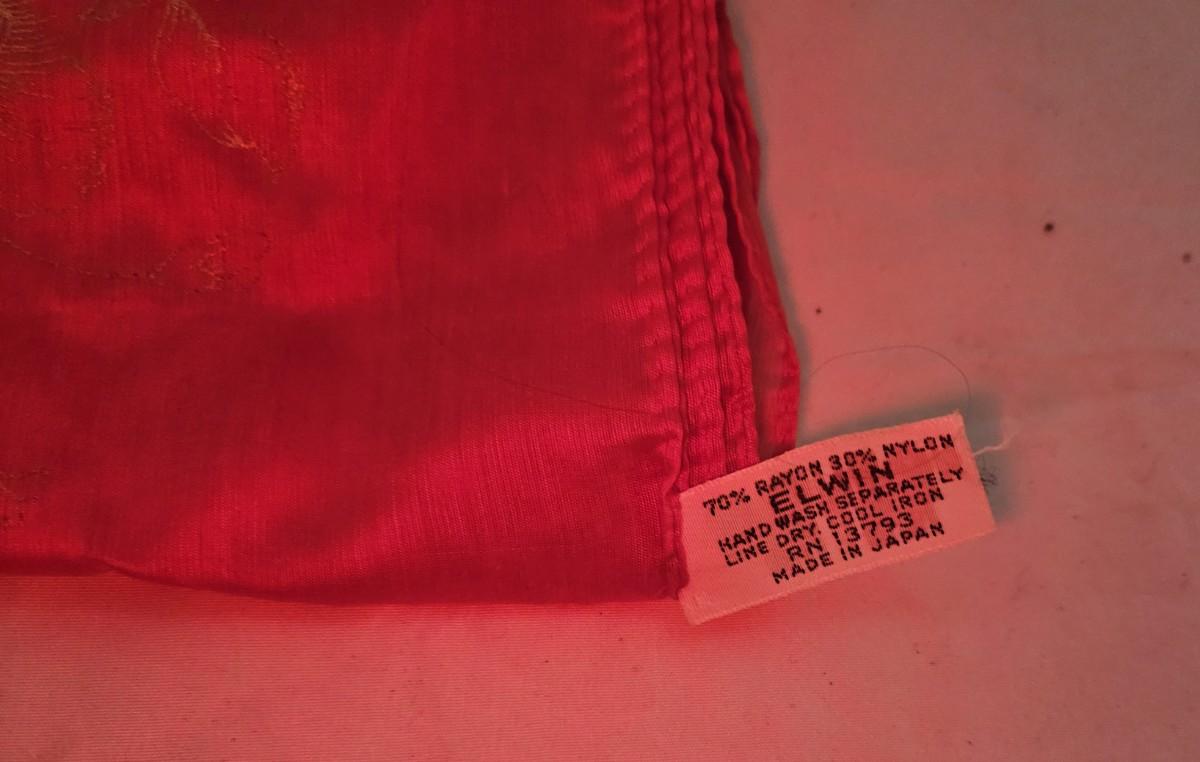 70% RAYON 30% NYLON
ELWIN
HAND WASH SEPARATELY
LINE DRY. COOL IRON
RN 13793
MADE IN JAPAN